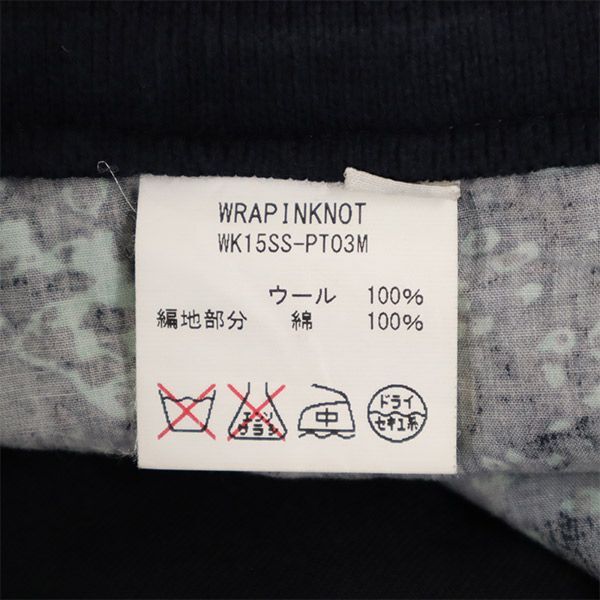 WRAPINKNOT
WK15SS-PT03M
ウール 100%
編地部分 綿 100%
エンソ
サラシ
中
ドライ
セキユ系